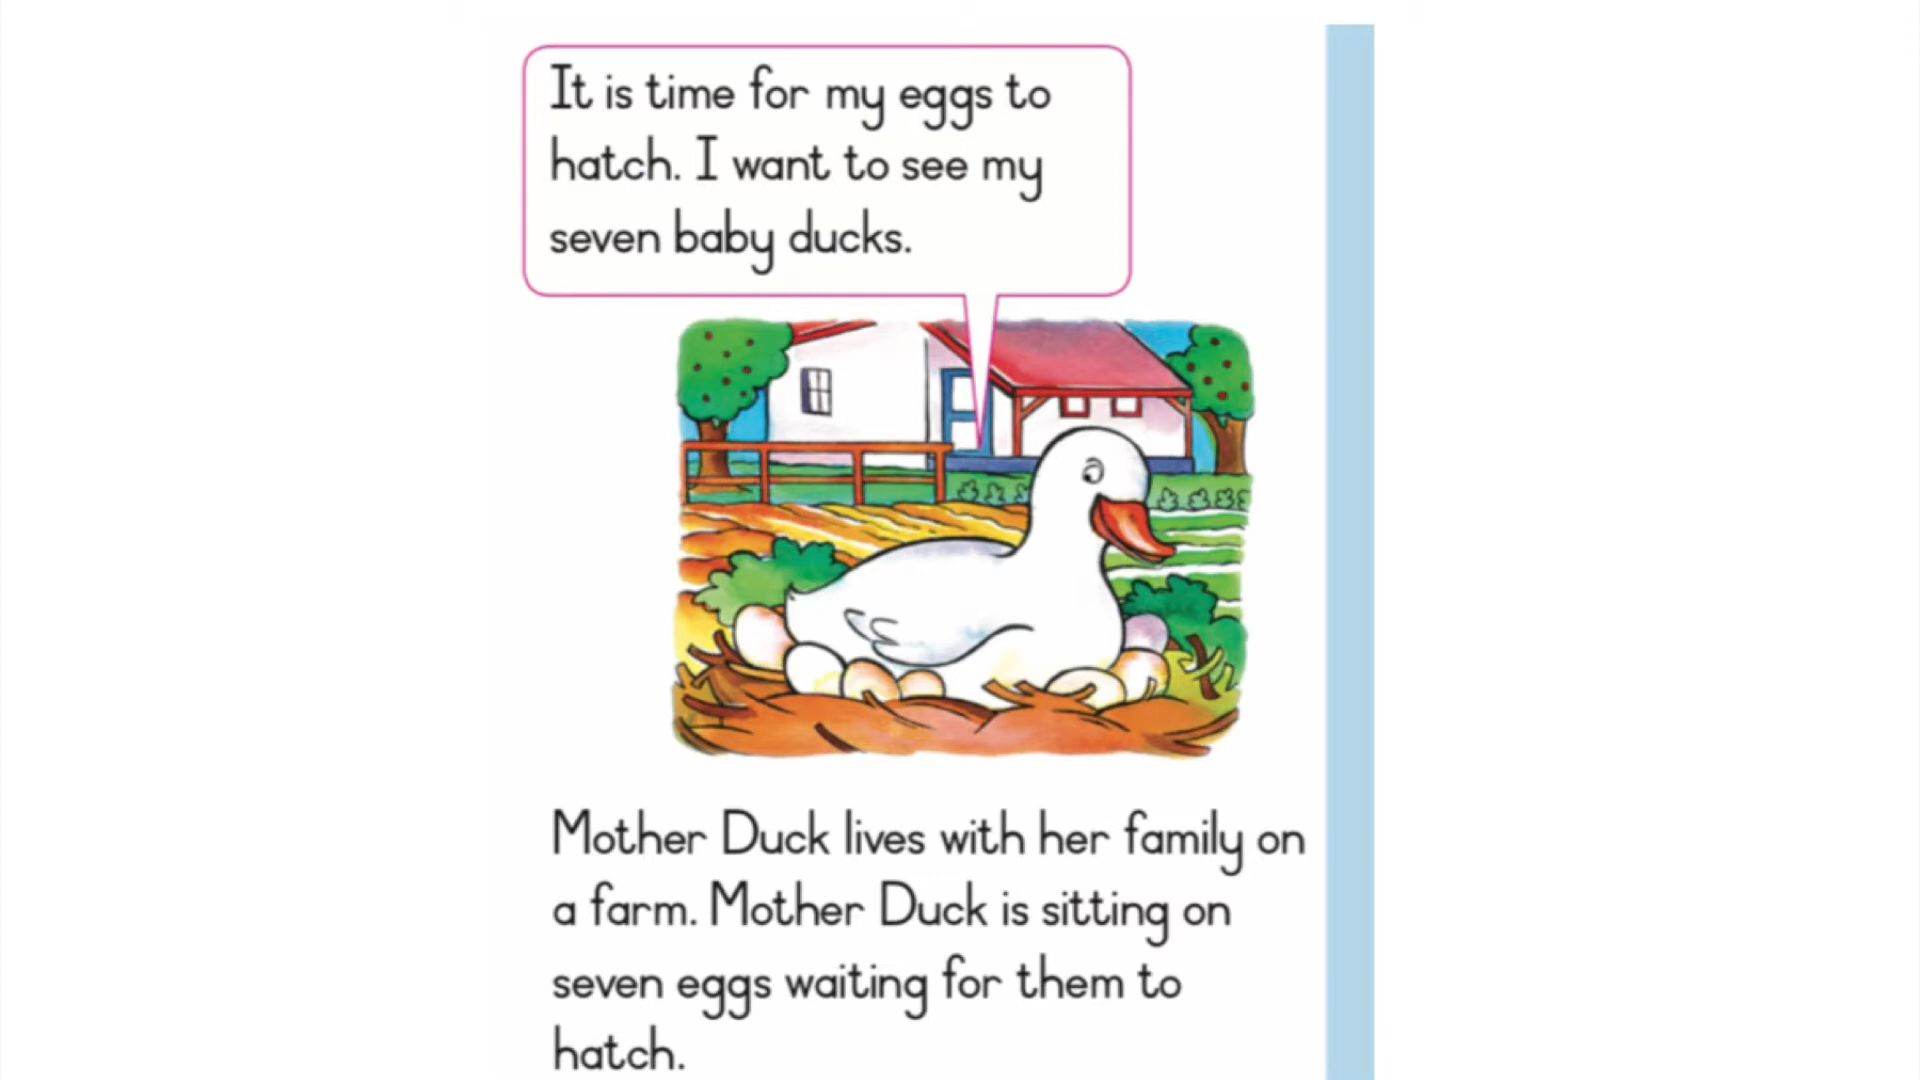 It is time for my eggs to
hatch. I want to see my
seven baby ducks.
Mother Duck lives with her family on
a farm. Mother Duck is sitting on
seven eggs waiting for them to
hatch.